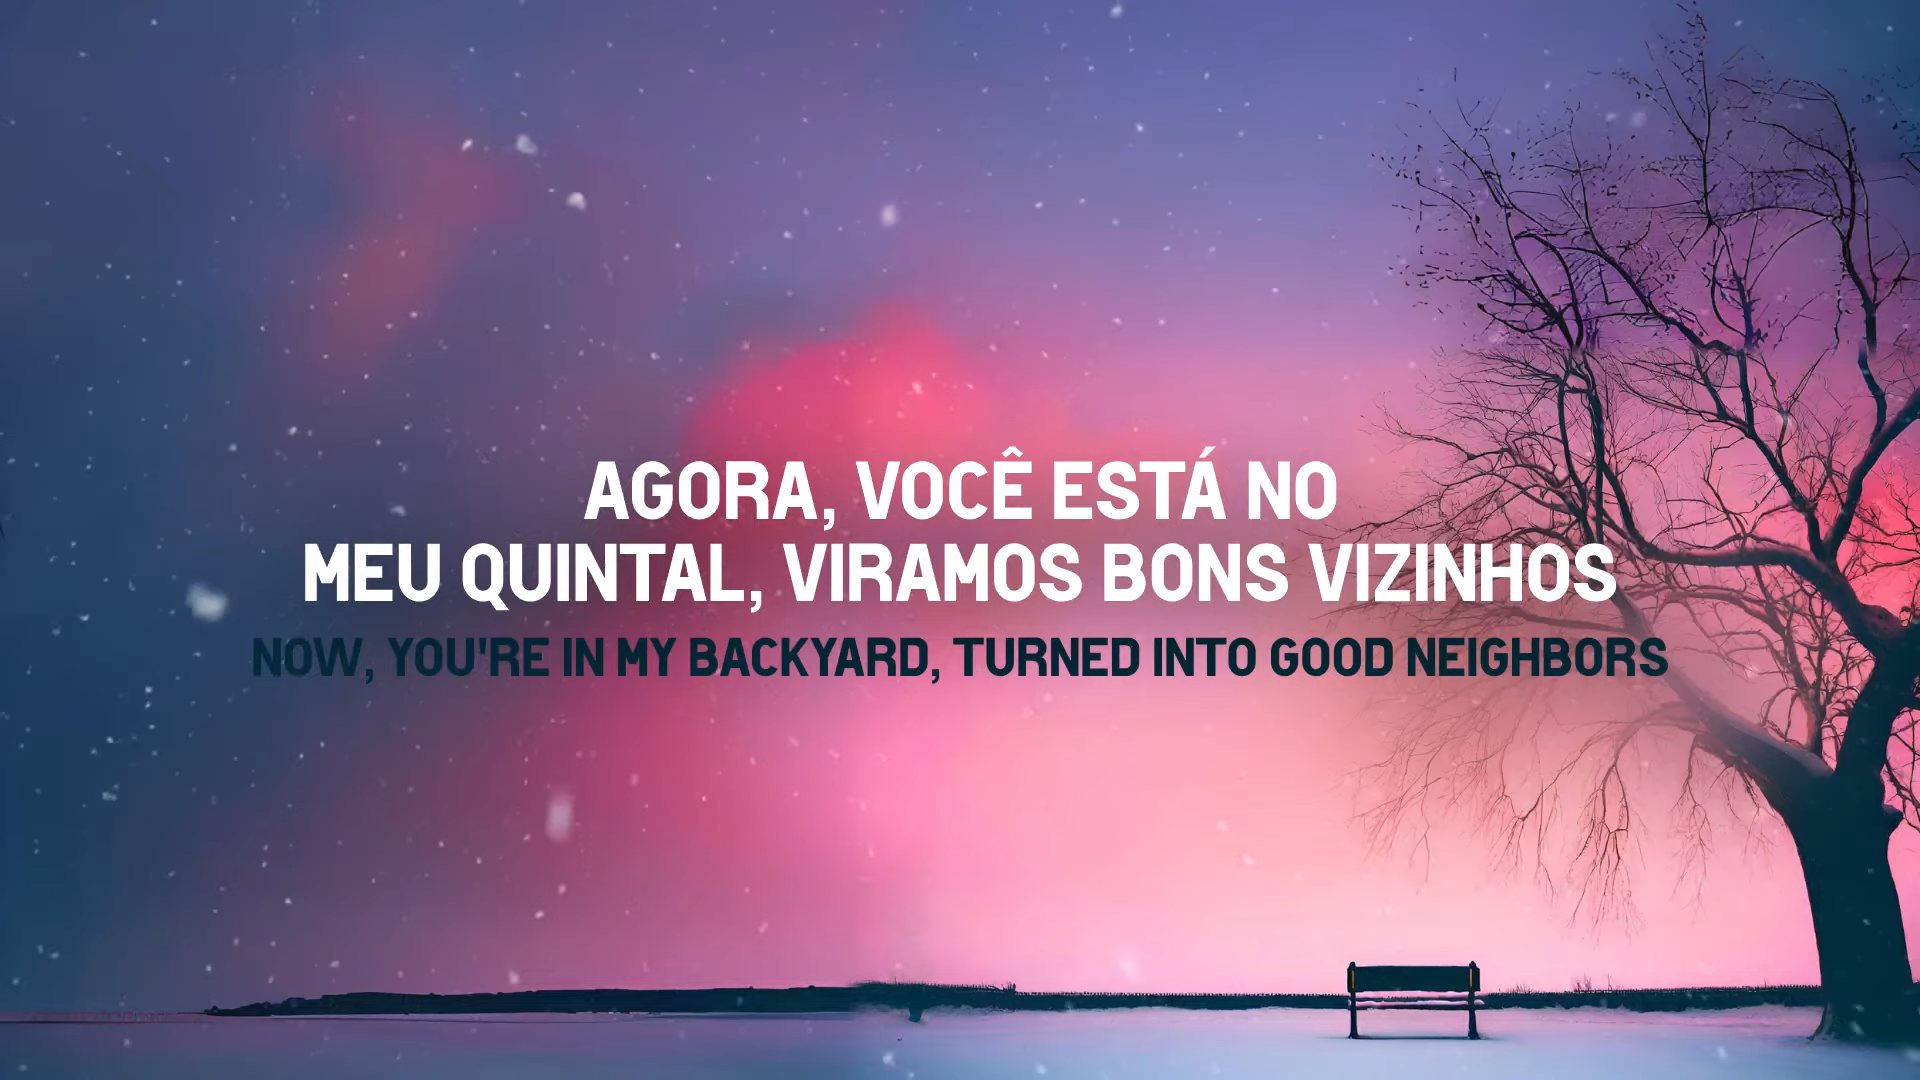 AGORA, VOCÊ ESTÁ NO
MEU QUINTAL, VIRAMOS BONS VIZINHOS
NOW, YOU'RE IN MY BACKYARD, TURNED INTO GOOD NEIGHBORS